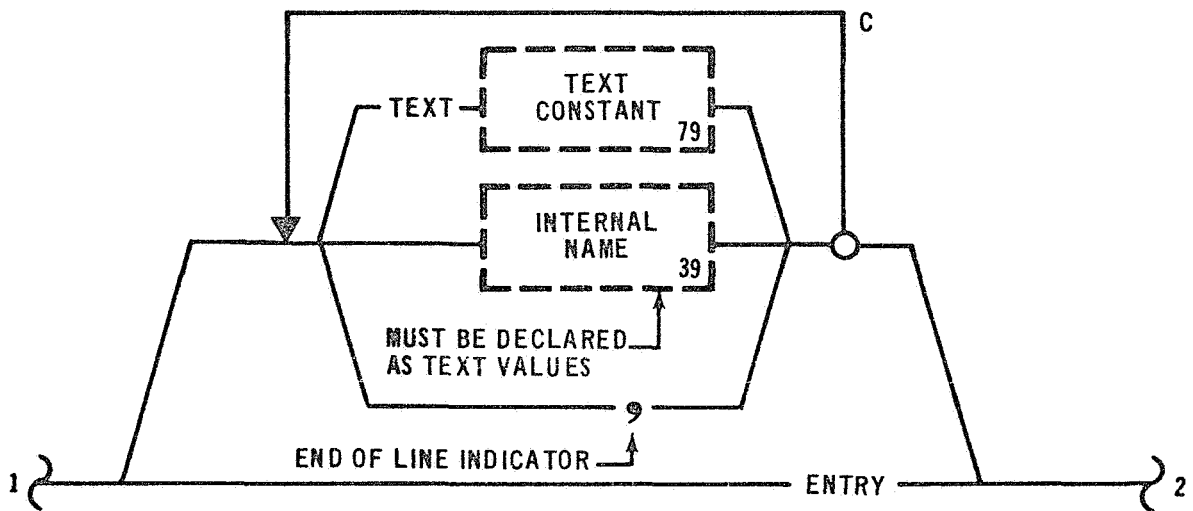 C
TEXT
TEXT
CONSTANT
79
INTERNAL
NAME
39
MUST BE DECLARED
AS TEXT VALUES
,
END OF LINE INDICATOR
1
ENTRY
2